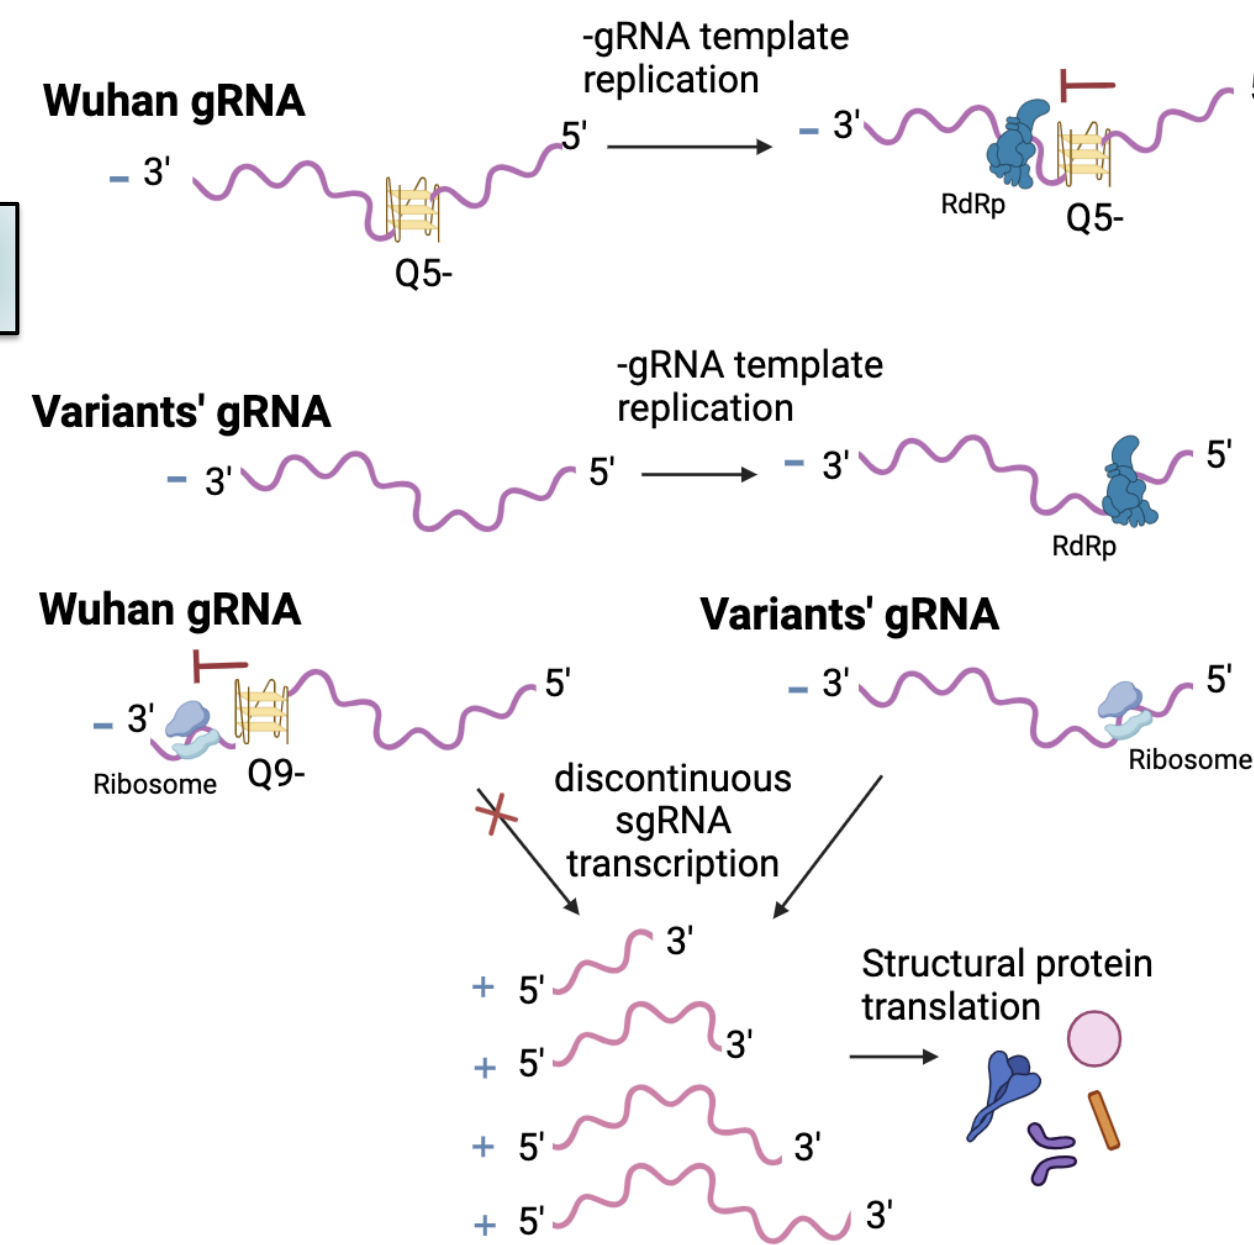 -gRNA template
replication
Wuhan gRNA
- 3'
5'
Q5-
- 3'
RdRp
Q5-
-gRNA template
replication
Variants' gRNA
- 3'
5'
- 3'
5'
RdRp
Wuhan gRNA
- 3'
5'
Ribosome
Q9-
Variants' gRNA
- 3'
5'
Ribosome
discontinuous
sgRNA
transcription
+ 5'
3'
+ 5'
3'
+ 5'
3'
+ 5'
3'
Structural protein
translation